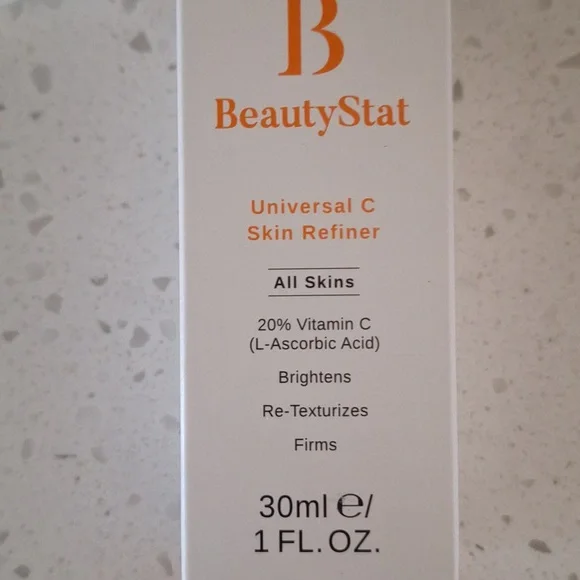 B
BeautyStat
Universal C
Skin Refiner
All Skins
20% Vitamin C
(L-Ascorbic Acid)
Brightens
Re-Texturizes
Firms
30ml ℮/
1 FL. OZ.